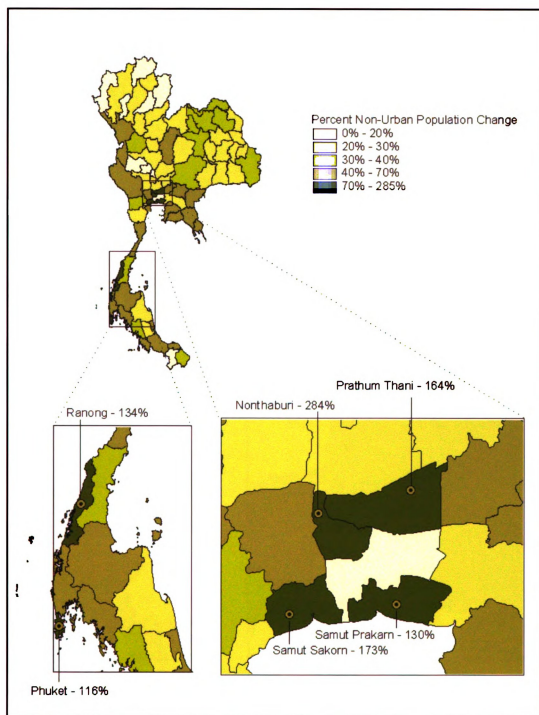 Percent Non-Urban Population Change
0% - 20%
20% - 30%
30% - 40%
40% - 70%
70% - 285%
Prathum Thani - 164%
Nonthaburi - 284%
Ranong - 134%
Samut Prakarn - 130%
Samut Sakorn - 173%
Phuket - 116%